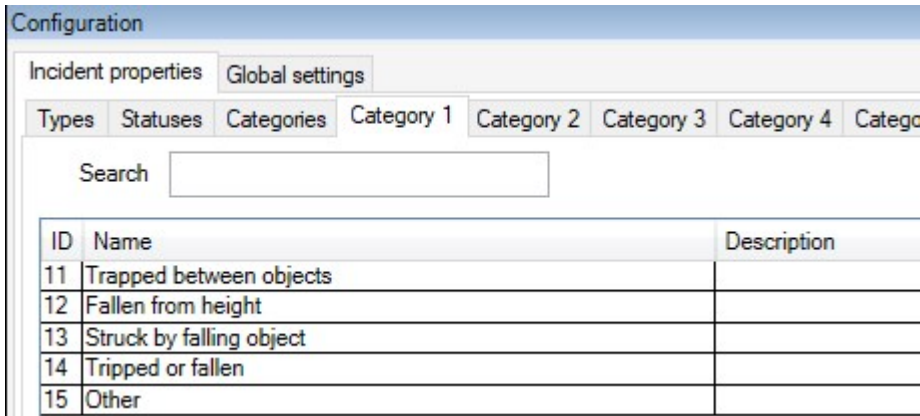 Configuration
Incident properties Global settings
Types Statuses Categories Category 1 Category 2 Category 3 Category 4 Catego
Search
ID Name Description
11 Trapped between objects
12 Fallen from height
13 Struck by falling object
14 Tripped or fallen
15 Other